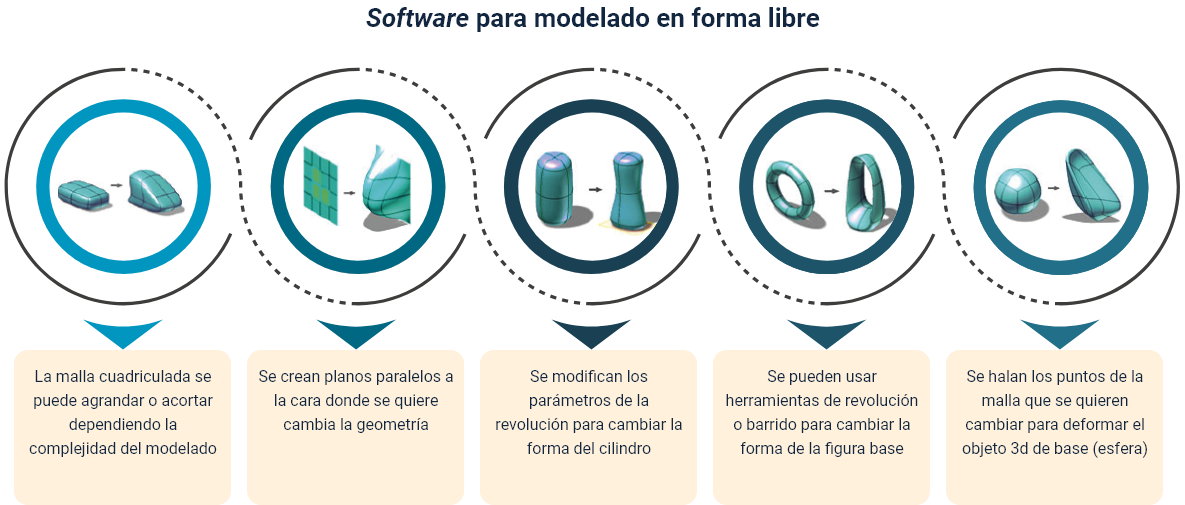 Software para modelado en forma libre
La malla cuadriculada se
puede agrandar o acortar
dependiendo la
complejidad del modelado
Se crean planos paralelos a
la cara donde se quiere
cambia la geometría
Se modifican los
parámetros de la
revolución para cambiar la
forma del cilindro
Se pueden usar
herramientas de revolución
o barrido para cambiar la
forma de la figura base
Se halan los puntos de la
malla que se quieren
cambiar para deformar el
objeto 3d de base (esfera)